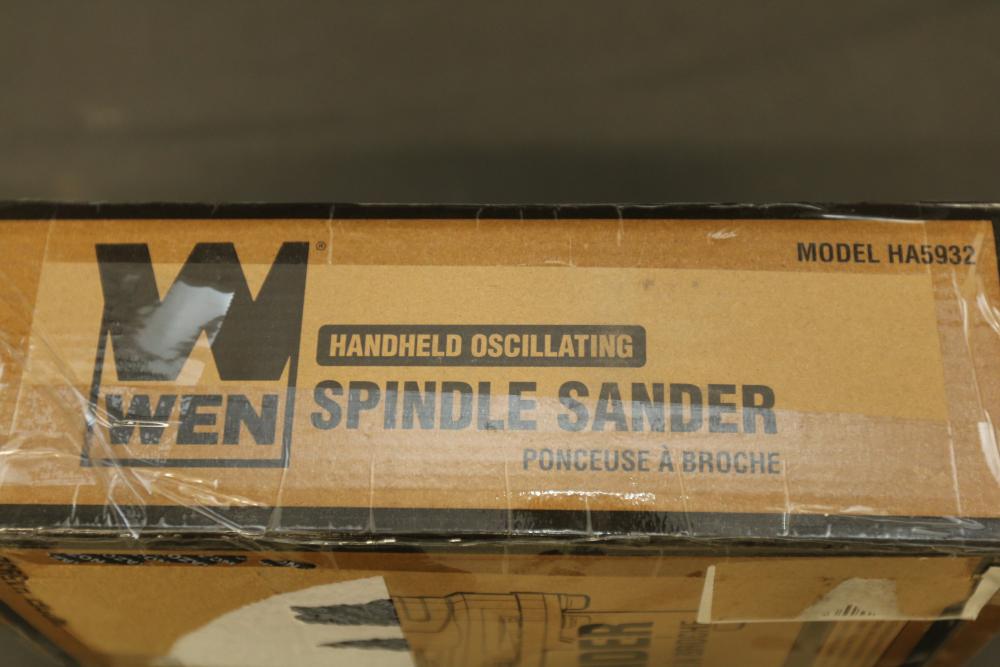 MODEL HA5932
WEN®
HANDHELD OSCILLATING
SPINDLE SANDER
PONCEUSE À BROCHE